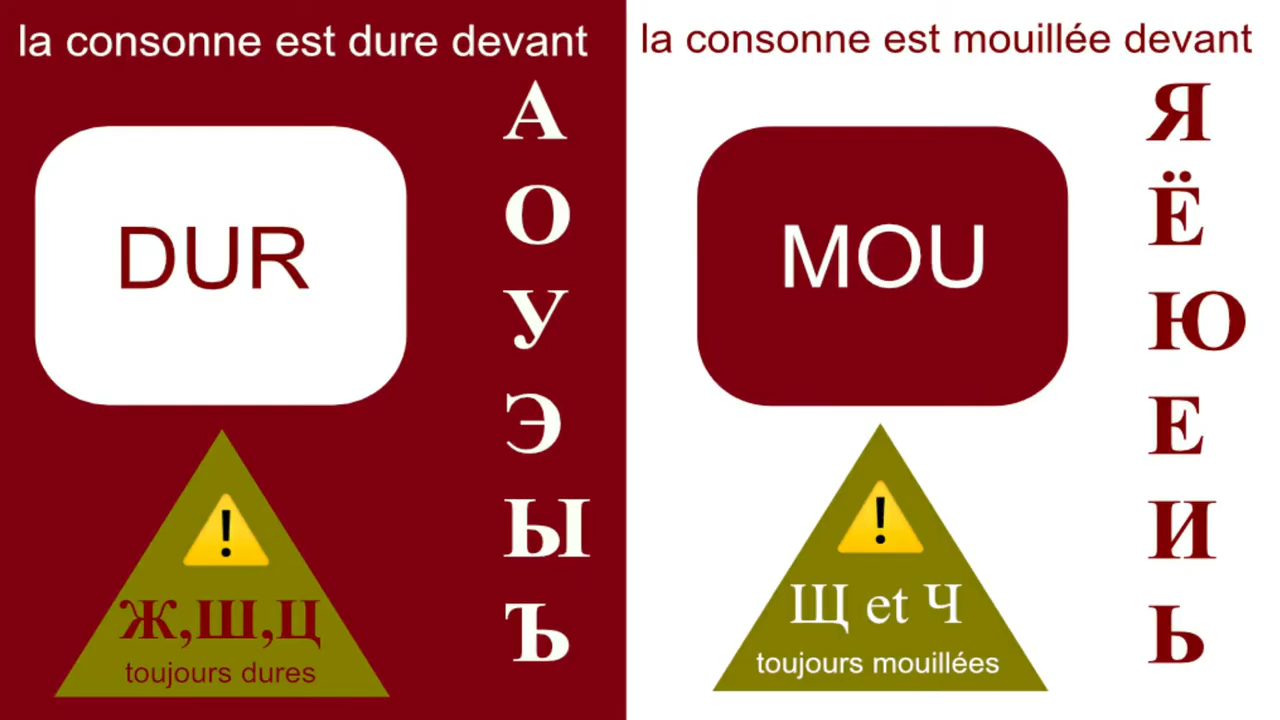 la consonne est dure devant
DUR
А
О
У
Э
Ы
Ъ
Ж,Ш,Ц
toujours dures
la consonne est mouillée devant
MOU
Я
Ё
Ю
Е
И
Ь
Щ et Ч
toujours mouillées